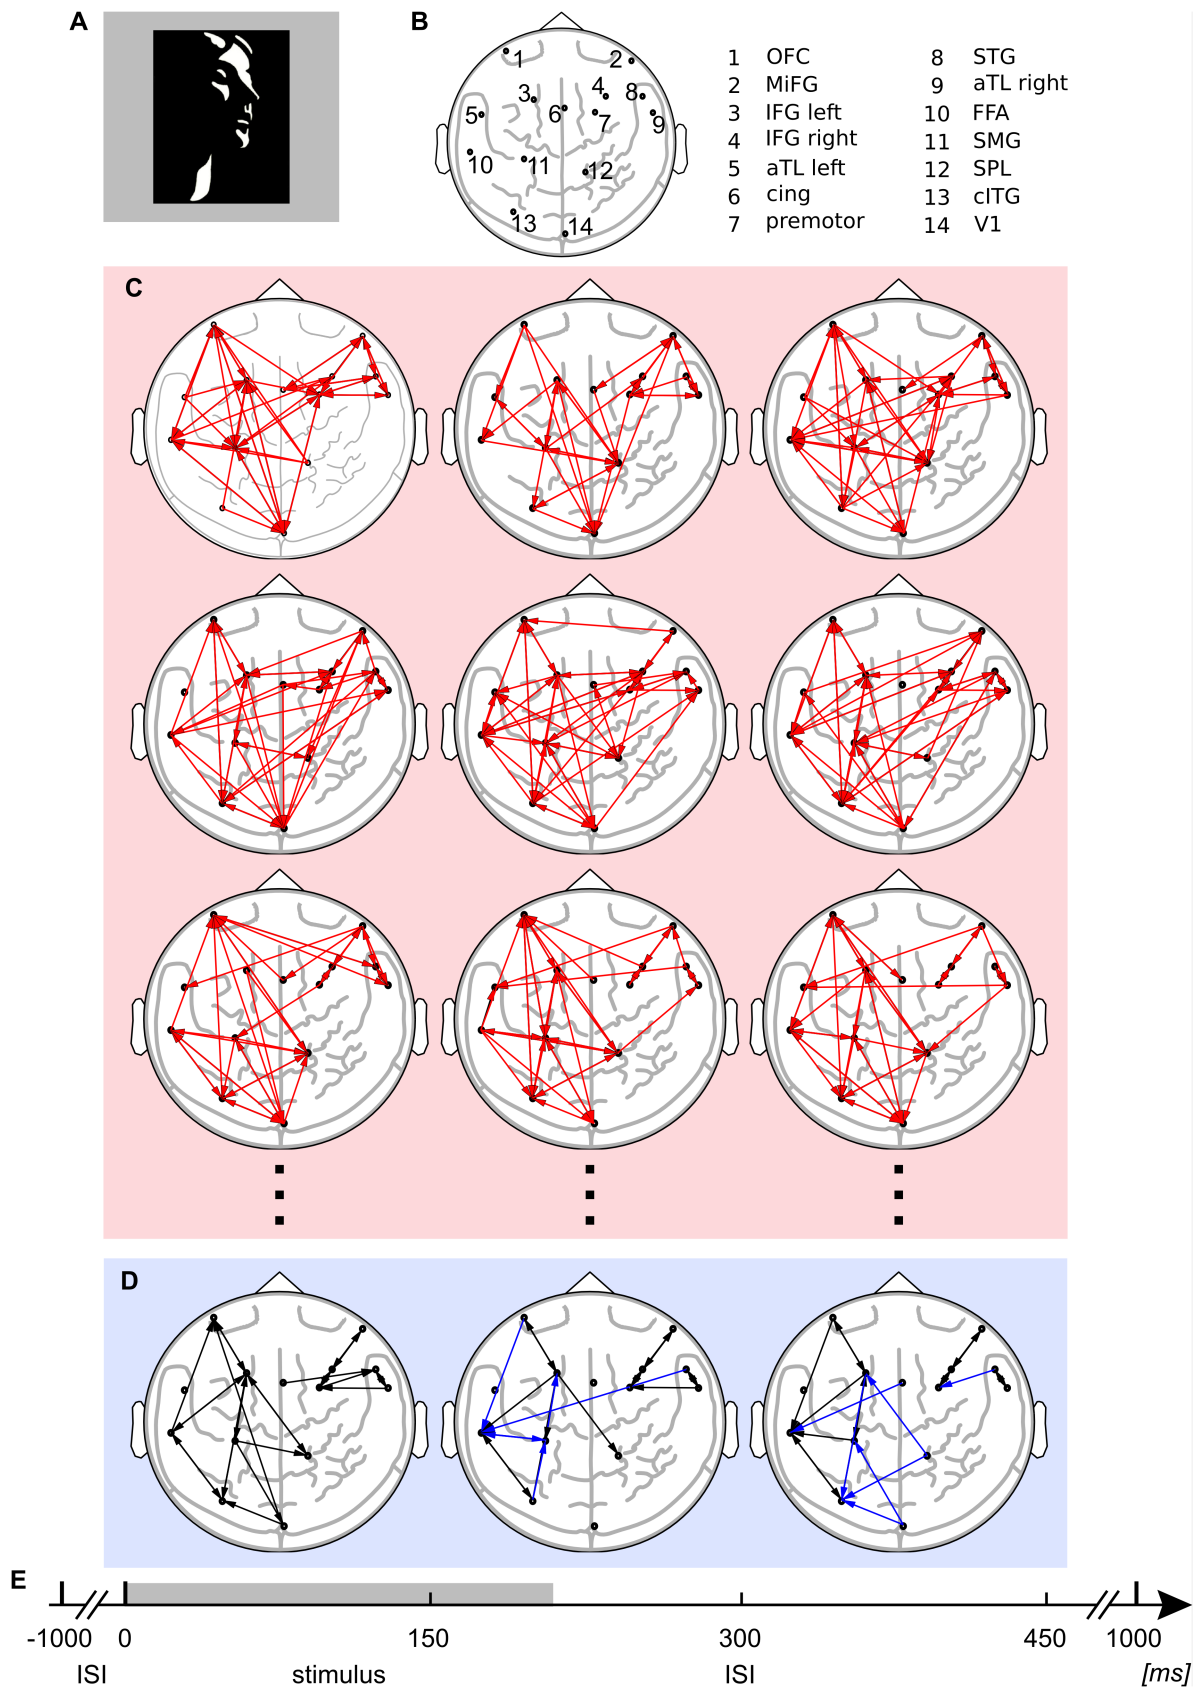 A
B
1 OFC
2 MiFG
3 IFG left
4 IFG right
5 aTL left
6 cing
7 premotor
8 STG
9 aTL right
10 FFA
11 SMG
12 SPL
13 cITG
14 V1
1
2
3
4
8
5
6
7
9
10
11
12
13
14
C
D
E
-1000 0 150 300 450 1000
ISI stimulus ISI [ms]